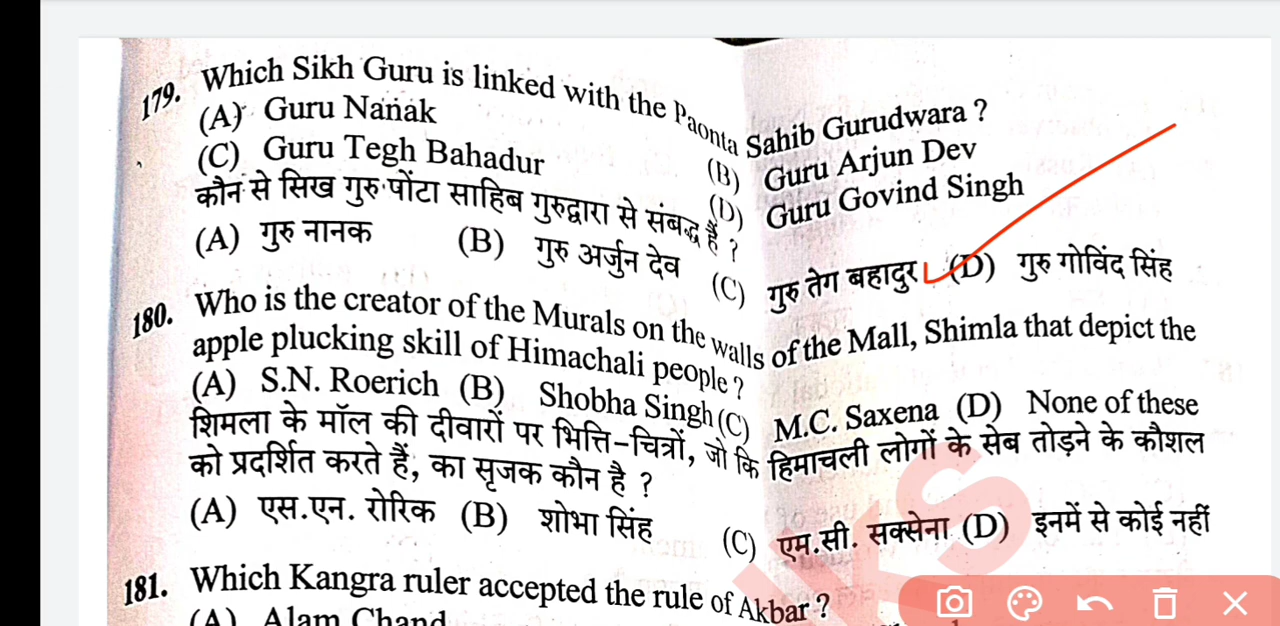 179. Which Sikh Guru is linked with the Paonta Sahib Gurudwara ?
(A) Guru Nanak (B) Guru Arjun Dev
(C) Guru Tegh Bahadur (D) Guru Govind Singh
कौन से सिख गुरु पोंटा साहिब गुरुद्वारा से संबद्ध हैं ?
(A) गुरु नानक (B) गुरु अर्जुन देव (C) गुरु तेग बहादुर (D) गुरु गोविंद सिंह
180. Who is the creator of the Murals on the walls of the Mall, Shimla that depict the
apple plucking skill of Himachali people ?
(A) S.N. Roerich (B) Shobha Singh (C) M.C. Saxena (D) None of these
शिमला के मॉल की दीवारों पर भित्ति-चित्रों, जो कि हिमाचली लोगों के सेब तोड़ने के कौशल
को प्रदर्शित करते हैं, का सृजक कौन है ?
(A) एस.एन. रोरिक (B) शोभा सिंह (C) एम.सी. सक्सेना (D) इनमें से कोई नहीं
181. Which Kangra ruler accepted the rule of Akbar ?
(A) Alam Chand